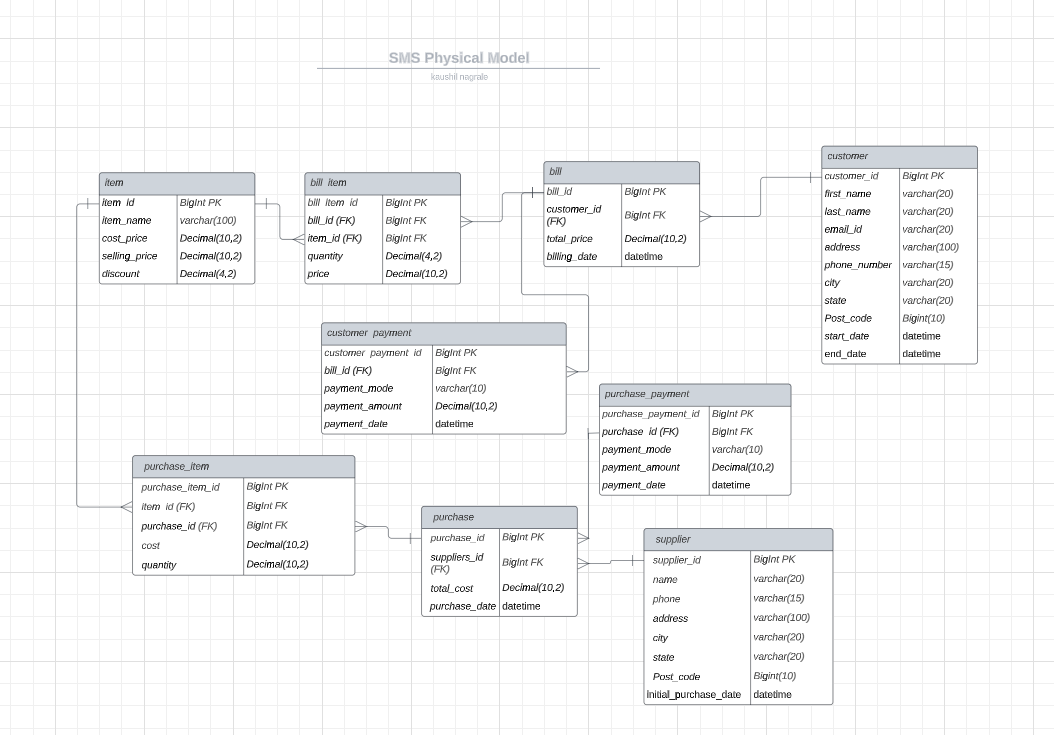 SMS Physical Model
kaushil nagrale
item
item_id BigInt PK
item_name varchar(100)
cost_price Decimal(10,2)
selling_price Decimal(10,2)
discount Decimal(4,2)
bill_item
bill_item_id BigInt PK
bill_id (FK) BigInt FK
item_id (FK) BigInt FK
quantity Decimal(4,2)
price Decimal(10,2)
bill
bill_id BigInt PK
customer_id
(FK) BigInt FK
total_price Decimal(10,2)
billing_date datetime
customer
customer_id BigInt PK
first_name varchar(20)
last_name varchar(20)
email_id varchar(20)
address varchar(100)
phone_number varchar(15)
city varchar(20)
state varchar(20)
Post_code Bigint(10)
start_date datetime
end_date datetime
customer_payment
customer_payment_id BigInt PK
bill_id (FK) BigInt FK
payment_mode varchar(10)
payment_amount Decimal(10,2)
payment_date datetime
purchase_payment
purchase_payment_id BigInt PK
purchase_id (FK) BigInt FK
payment_mode varchar(10)
payment_amount Decimal(10,2)
payment_date datetime
purchase_item
purchase_item_id BigInt PK
item_id (FK) BigInt FK
purchase_id (FK) BigInt FK
cost Decimal(10,2)
quantity Decimal(10,2)
purchase
purchase_id BigInt PK
suppliers_id
(FK) BigInt FK
total_cost Decimal(10,2)
purchase_date datetime
supplier
supplier_id BigInt PK
name varchar(20)
phone varchar(15)
address varchar(100)
city varchar(20)
state varchar(20)
Post_code Bigint(10)
initial_purchase_date datetime